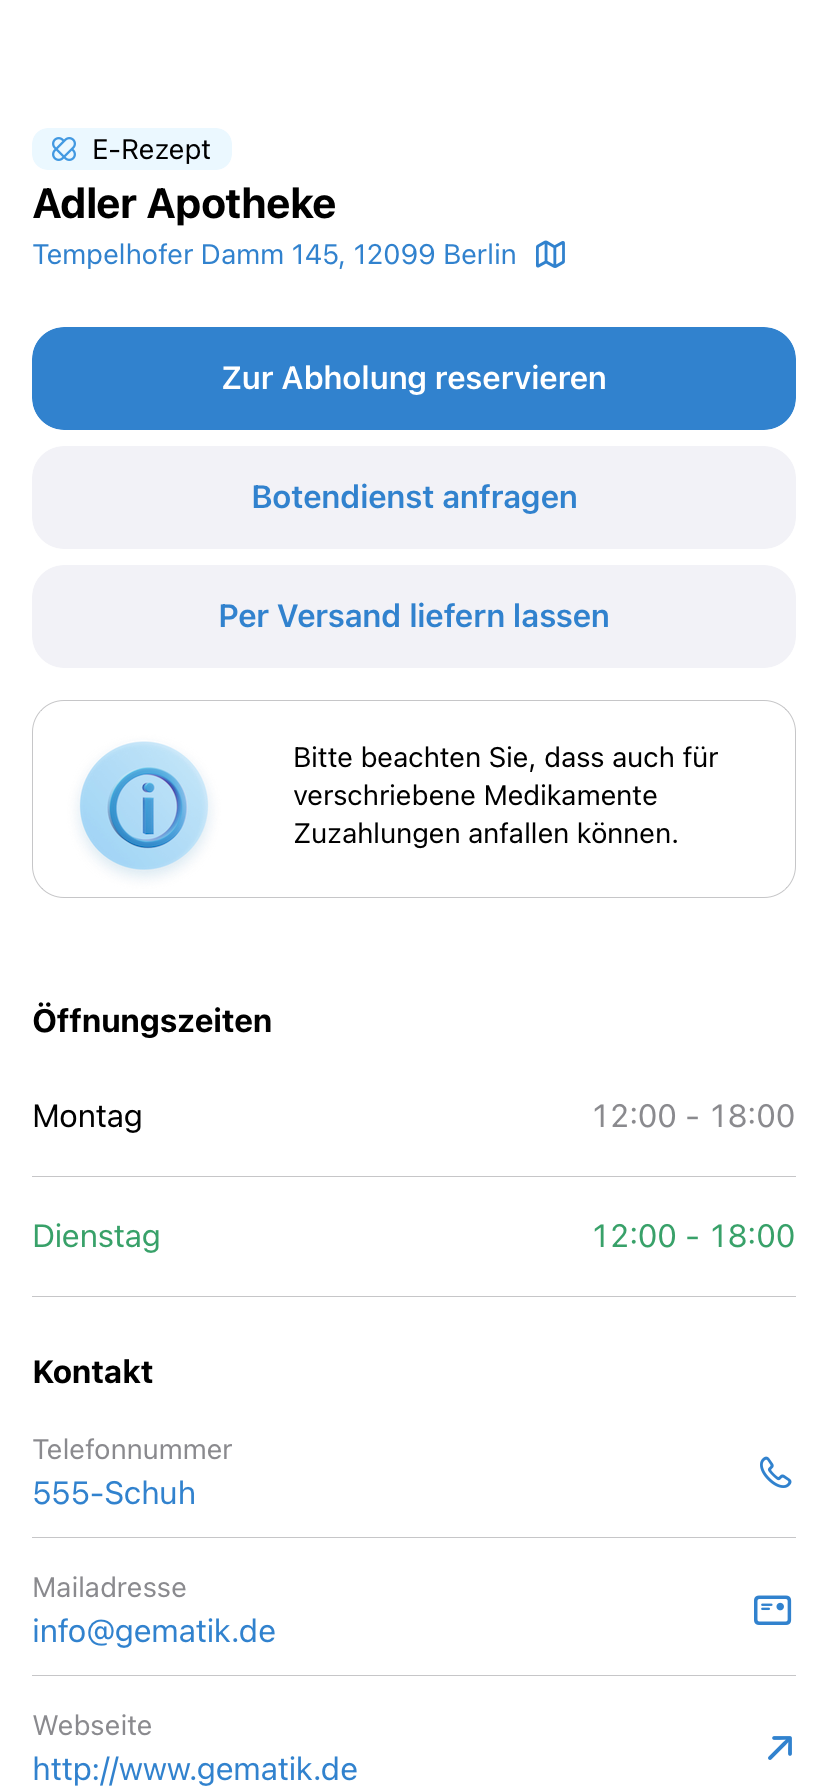 E-Rezept
Adler Apotheke
Tempelhofer Damm 145, 12099 Berlin
Zur Abholung reservieren
Botendienst anfragen
Per Versand liefern lassen
Bitte beachten Sie, dass auch für
verschriebene Medikamente
Zuzahlungen anfallen können.
Öffnungszeiten
Montag 12:00 - 18:00
Dienstag 12:00 - 18:00
Kontakt
Telefonnummer
555-Schuh
Mailadresse
info@gematik.de
Webseite
http://www.gematik.de